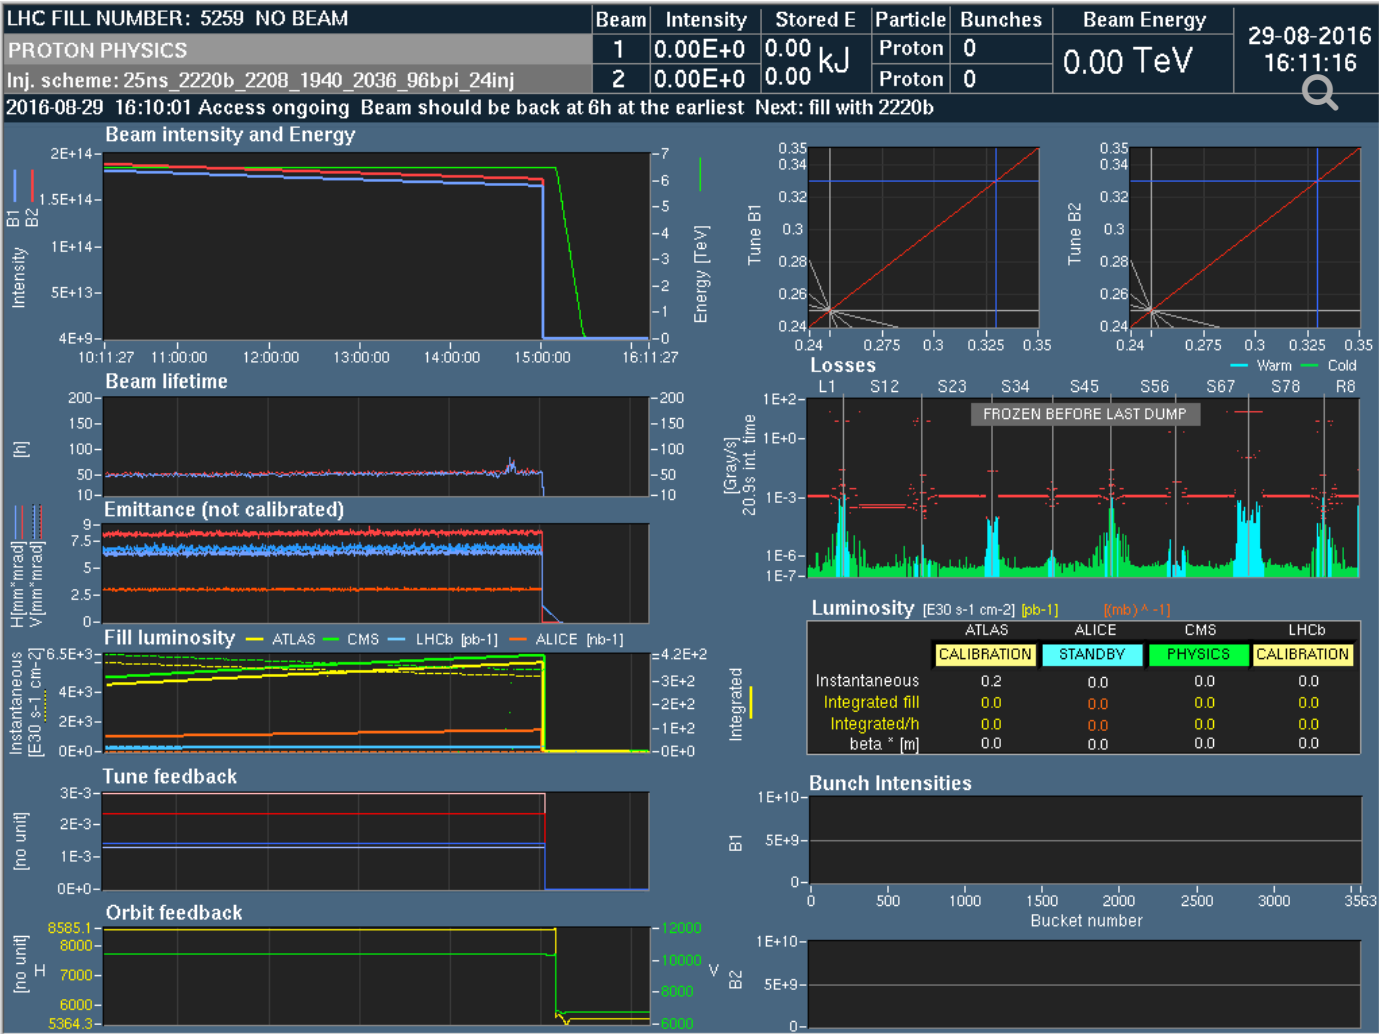 LHC FILL NUMBER: 5259 NO BEAM
Beam Intensity Stored E Particle Bunches Beam Energy
29-08-2016
16:11:16
PROTON PHYSICS
1 0.00E+0 0.00 kJ Proton 0 0.00 TeV
Inj. scheme: 25ns_2220b_2208_1940_2036_96bpi_24inj
2 0.00E+0 0.00 Proton 0
2016-08-29 16:10:01 Access ongoing Beam should be back at 6h at the earliest Next: fill with 2220b
Beam intensity and Energy
B1
B2
Intensity
2E+14
1.5E+14
1E+14
5E+13
4E+9
7
6
5
4
3
2
1
0
Energy [TeV]
10:11:27 11:00:00 12:00:00 13:00:00 14:00:00 15:00:00 16:11:27
Beam lifetime
[h]
200
150
100
50
10
200
150
100
50
10
Emittance (not calibrated)
H[mm*mrad]
V[mm*mrad]
9
7.5
5
2.5
0
Fill luminosity ATLAS CMS LHCb [pb-1] ALICE [nb-1]
Instantaneous
[E30 s-1 cm-2]
6.5E+3
4E+3
2E+3
0E+0
4.2E+2
3E+2
2E+2
1E+2
0E+0
Integrated
Tune feedback
[no unit]
3E-3
2E-3
1E-3
0E+0
Orbit feedback
[no unit]
H
8585.1
8000
7000
6000
5364.3
12000
10000
8000
6000
V
Tune B1
0.35
0.34
0.32
0.3
0.28
0.26
0.24
0.24 0.275 0.3 0.325 0.35
Tune B2
0.35
0.34
0.32
0.3
0.28
0.26
0.24
0.24 0.275 0.3 0.325 0.35
Losses
Warm Cold
L1 S12 S23 S34 S45 S56 S67 S78 R8
FROZEN BEFORE LAST DUMP
[Gray/s]
20.9s int. time
1E+2
1E+0
1E-3
1E-6
1E-7
Luminosity [E30 s-1 cm-2] [pb-1] [(mb) ^ -1]
ATLAS ALICE CMS LHCb
CALIBRATION STANDBY PHYSICS CALIBRATION
Instantaneous 0.2 0.0 0.0 0.0
Integrated fill 0.0 0.0 0.0 0.0
Integrated/h 0.0 0.0 0.0 0.0
beta * [m] 0.0 0.0 0.0 0.0
Bunch Intensities
B1
1E+10
5E+9
0
0 500 1000 1500 2000 2500 3000 3563
Bucket number
B2
1E+10
5E+9
0